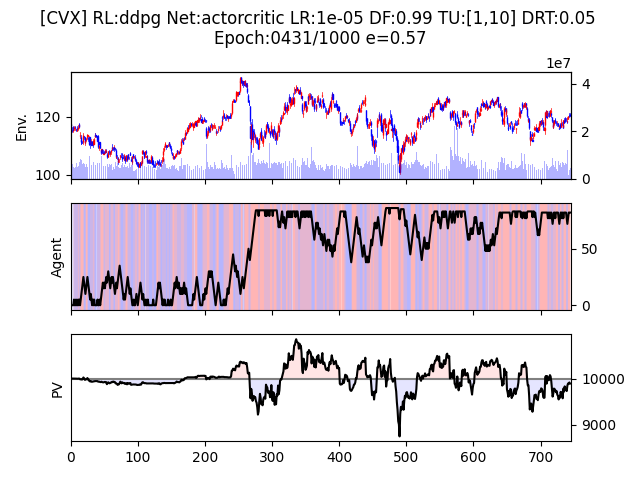 [CVX] RL:ddpg Net:actorcritic LR:1e-05 DF:0.99 TU:[1,10] DRT:0.05
Epoch:0431/1000 e=0.57
1e7
Env.
120
100
4
2
0
Agent
50
0
PV
10000
9000
0 100 200 300 400 500 600 700